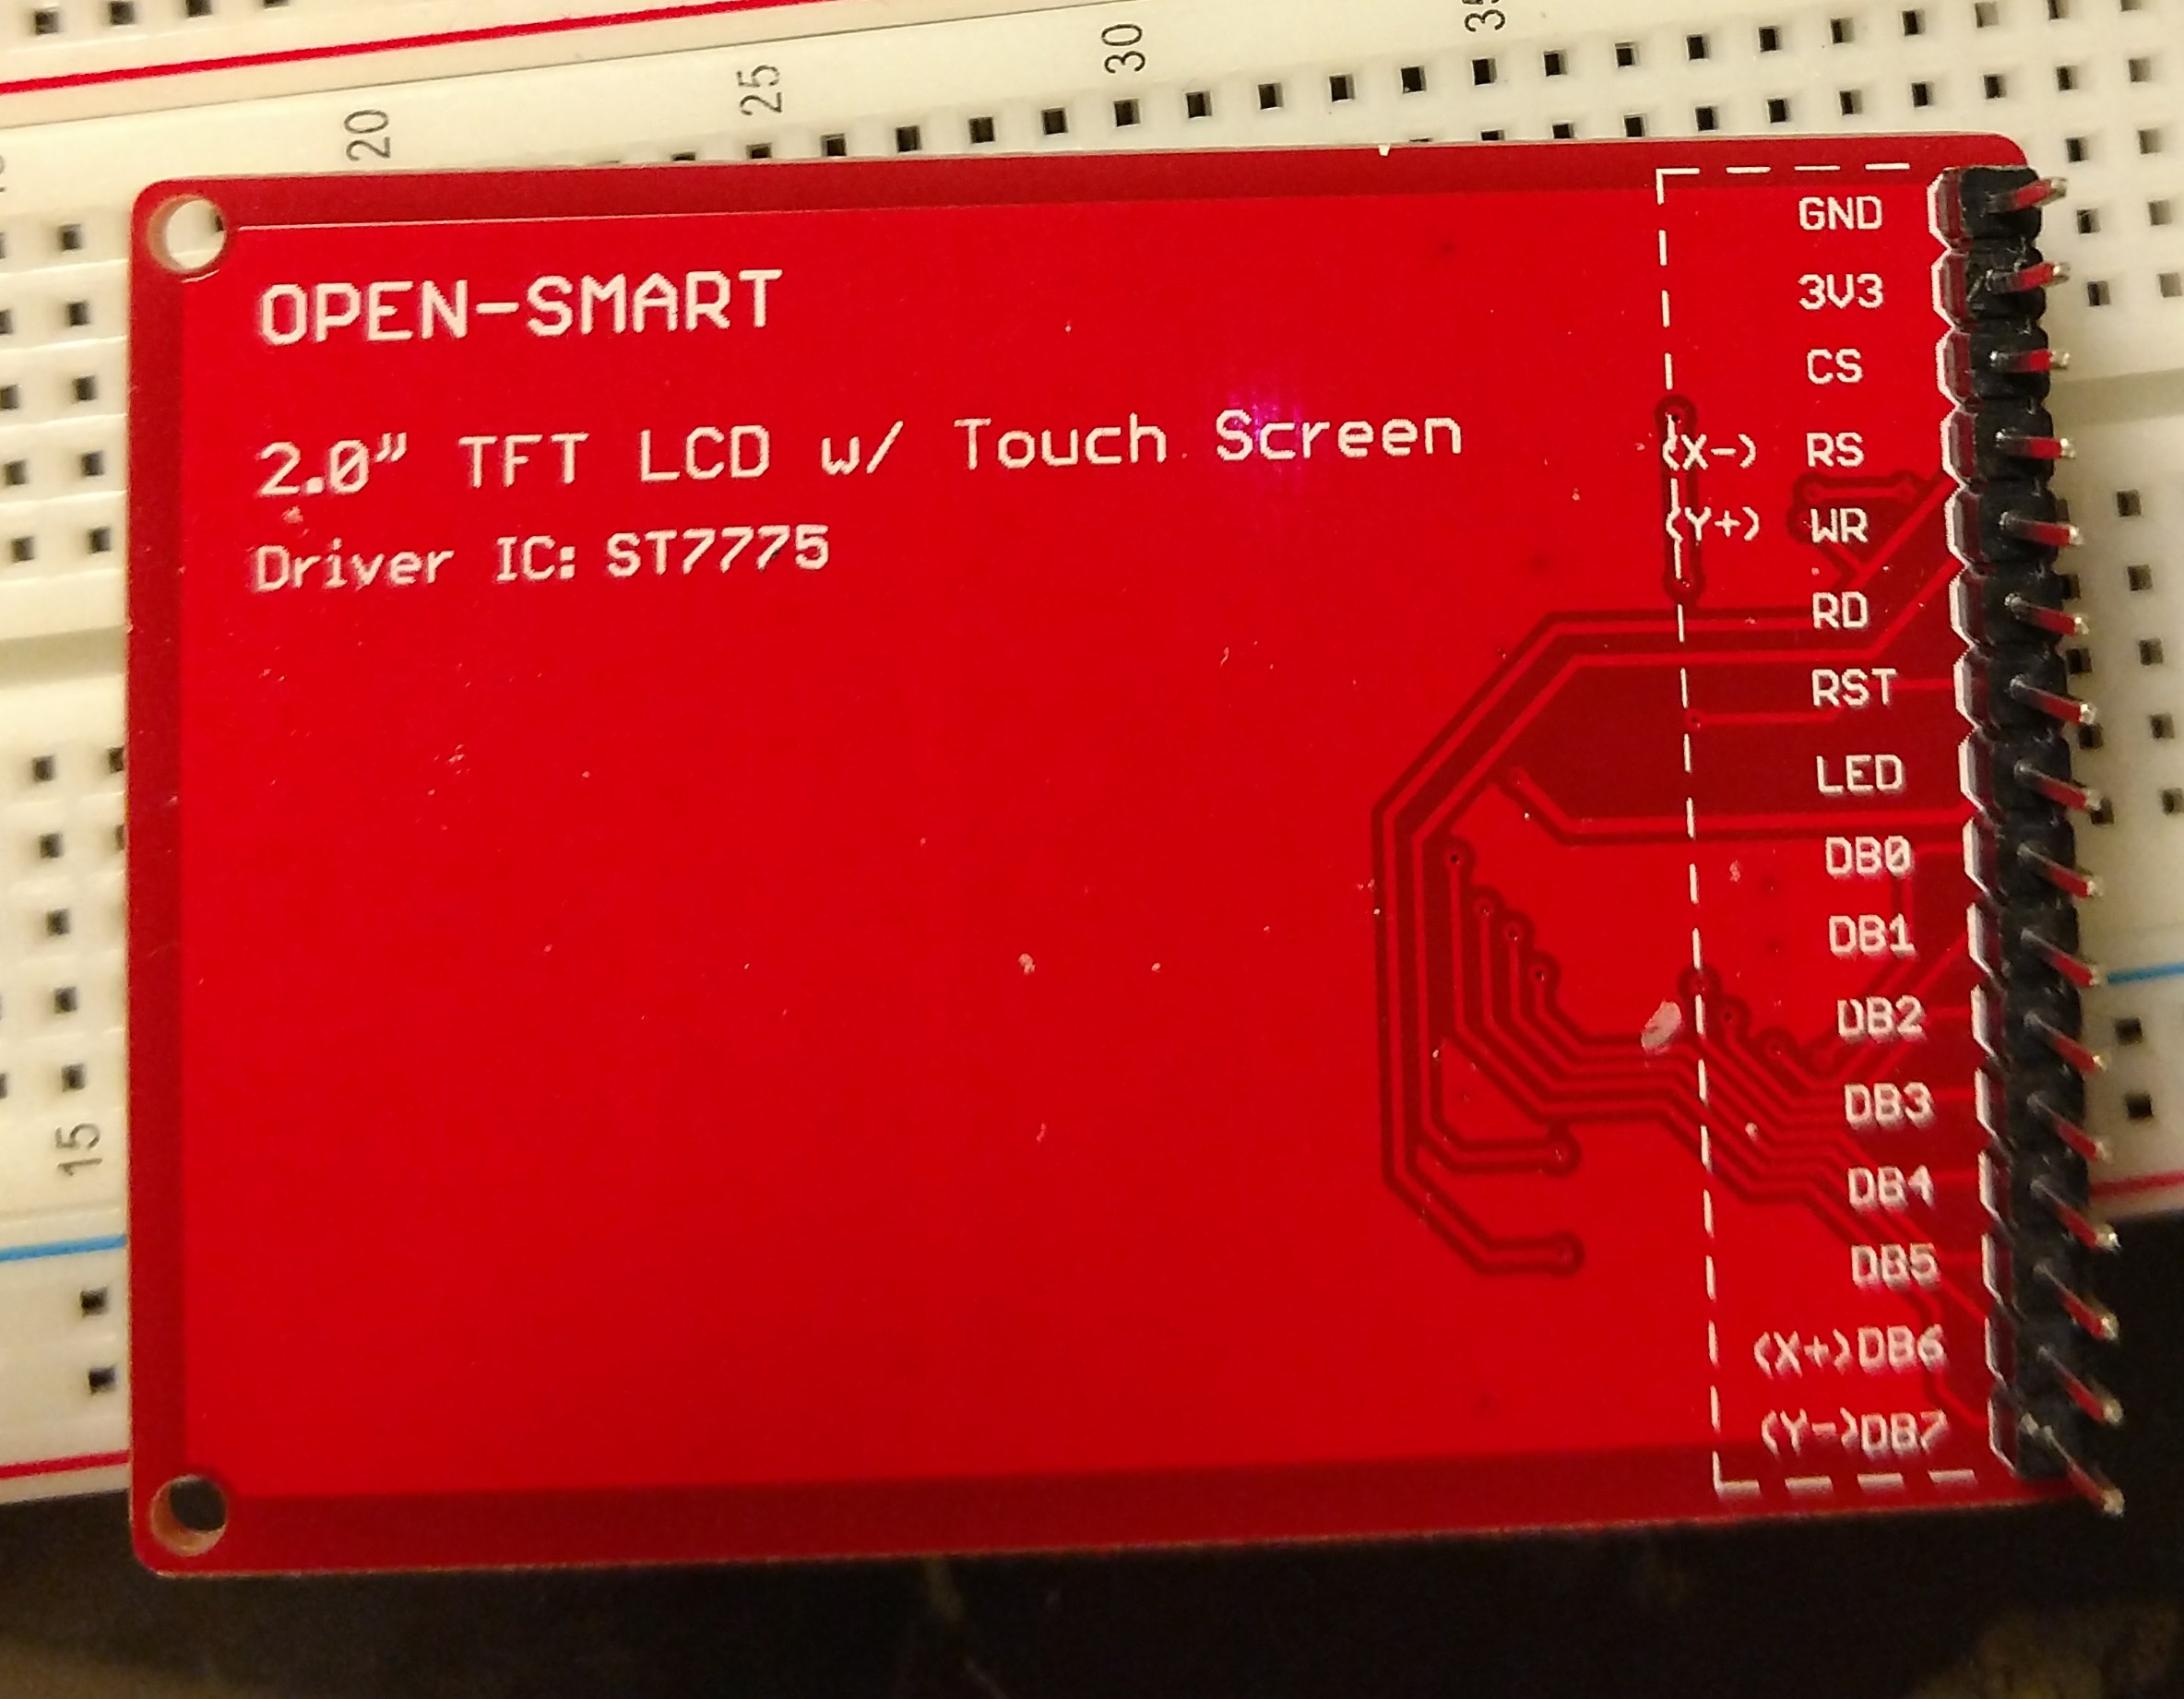 20
25
30
35
OPEN-SMART
2.0” TFT LCD w/ Touch Screen
Driver IC: ST7775
GND
3V3
CS
(X-) RS
(Y+) WR
RD
RST
LED
DB0
DB1
DB2
DB3
DB4
DB5
(X+)DB6
(Y-)DB7
15